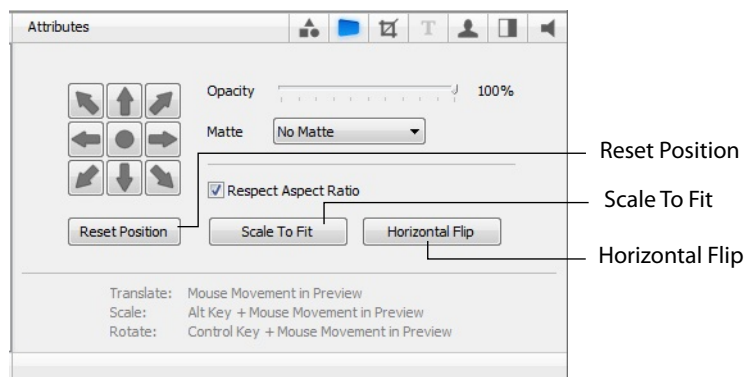 Attributes
T
Opacity 100%
Matte No Matte
Reset Position
Respect Aspect Ratio
Scale To Fit
Reset Position Scale To Fit Horizontal Flip
Horizontal Flip
Translate: Mouse Movement in Preview
Scale: Alt Key + Mouse Movement in Preview
Rotate: Control Key + Mouse Movement in Preview